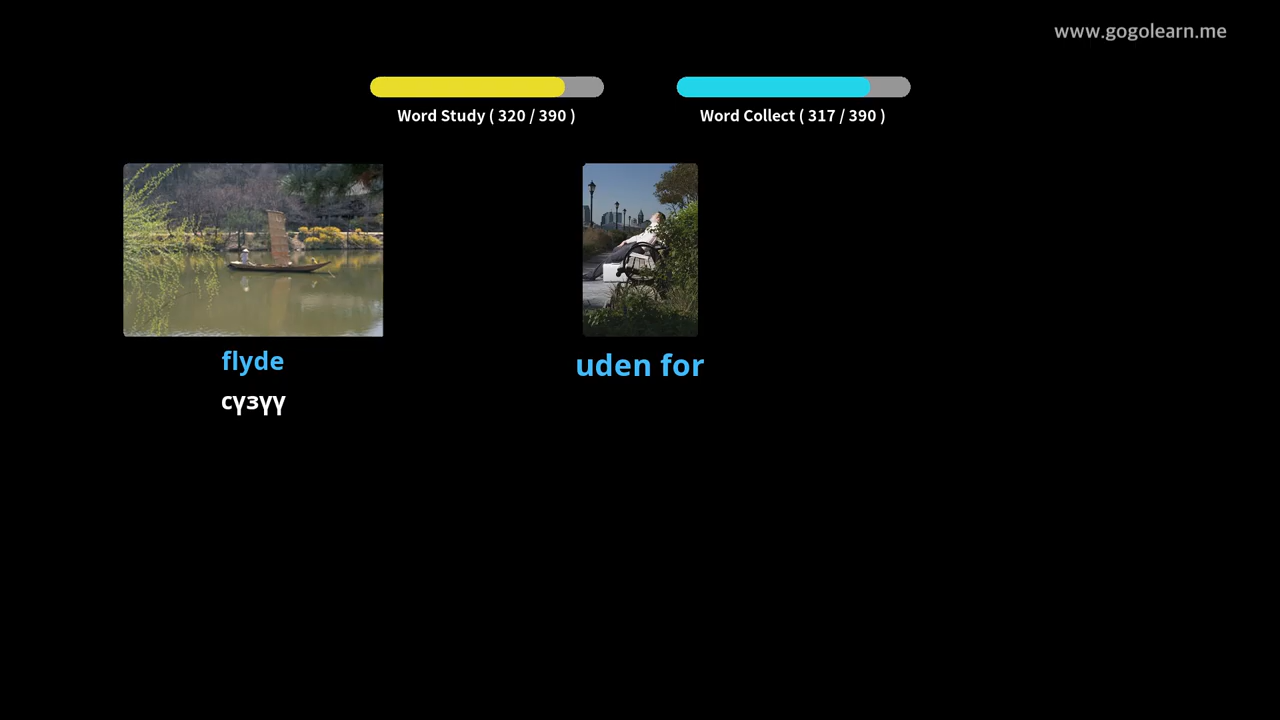 www.gogolearn.me
Word Study ( 320 / 390 )
Word Collect ( 317 / 390 )
flyde
сүзүү
uden for